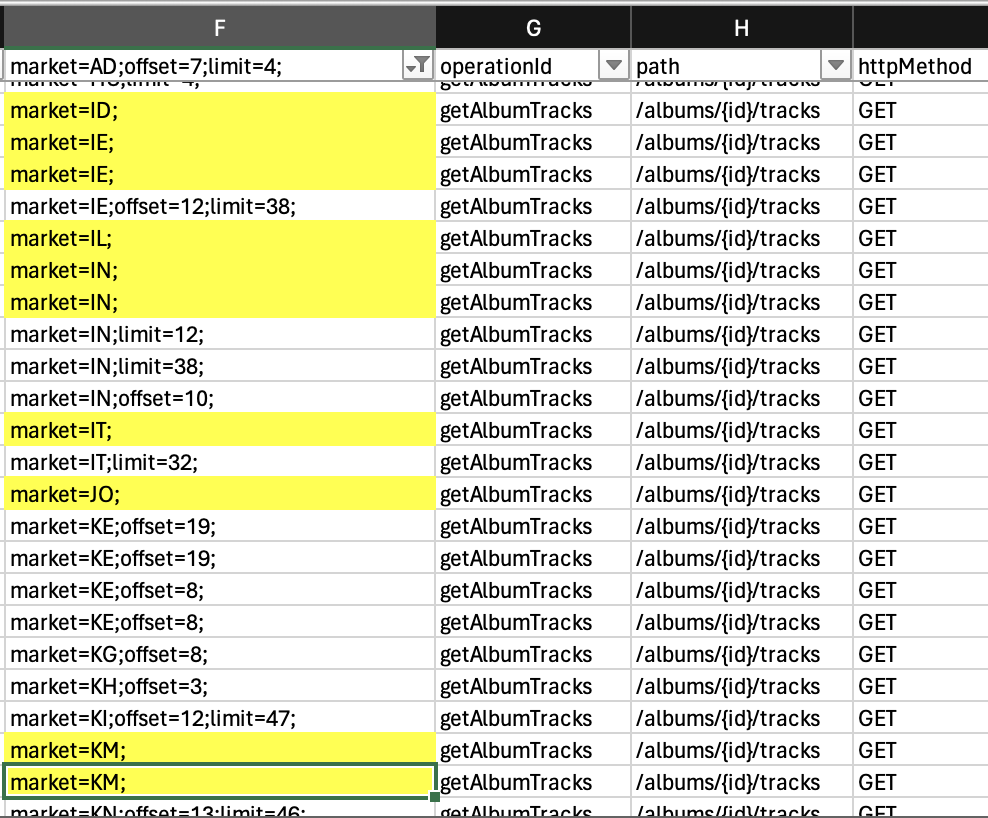 F G H
market=AD;offset=7;limit=4; operationId path httpMethod
market=ID; getAlbumTracks /albums/{id}/tracks GET
market=IE; getAlbumTracks /albums/{id}/tracks GET
market=IE; getAlbumTracks /albums/{id}/tracks GET
market=IE;offset=12;limit=38; getAlbumTracks /albums/{id}/tracks GET
market=IL; getAlbumTracks /albums/{id}/tracks GET
market=IN; getAlbumTracks /albums/{id}/tracks GET
market=IN; getAlbumTracks /albums/{id}/tracks GET
market=IN;limit=12; getAlbumTracks /albums/{id}/tracks GET
market=IN;limit=38; getAlbumTracks /albums/{id}/tracks GET
market=IN;offset=10; getAlbumTracks /albums/{id}/tracks GET
market=IT; getAlbumTracks /albums/{id}/tracks GET
market=IT;limit=32; getAlbumTracks /albums/{id}/tracks GET
market=JO; getAlbumTracks /albums/{id}/tracks GET
market=KE;offset=19; getAlbumTracks /albums/{id}/tracks GET
market=KE;offset=19; getAlbumTracks /albums/{id}/tracks GET
market=KE;offset=8; getAlbumTracks /albums/{id}/tracks GET
market=KE;offset=8; getAlbumTracks /albums/{id}/tracks GET
market=KG;offset=8; getAlbumTracks /albums/{id}/tracks GET
market=KH;offset=3; getAlbumTracks /albums/{id}/tracks GET
market=KI;offset=12;limit=47; getAlbumTracks /albums/{id}/tracks GET
market=KM; getAlbumTracks /albums/{id}/tracks GET
market=KM; getAlbumTracks /albums/{id}/tracks GET
market=KN;offset=13;limit=46; getAlbumTracks /albums/{id}/tracks GET